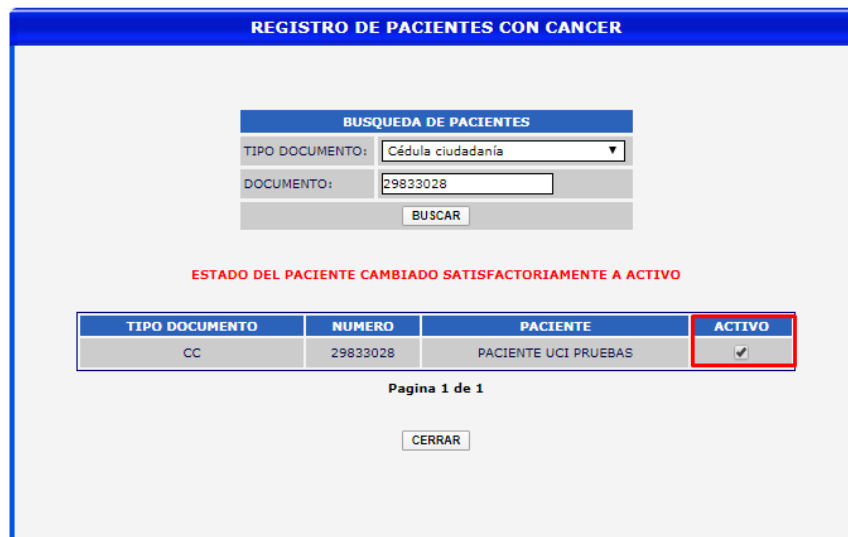 REGISTRO DE PACIENTES CON CANCER
BUSQUEDA DE PACIENTES
TIPO DOCUMENTO: Cédula ciudadanía
DOCUMENTO: 29833028
BUSCAR
ESTADO DEL PACIENTE CAMBIADO SATISFACTORIAMENTE A ACTIVO
TIPO DOCUMENTO NUMERO PACIENTE ACTIVO
CC 29833028 PACIENTE UCI PRUEBAS
Pagina 1 de 1
CERRAR